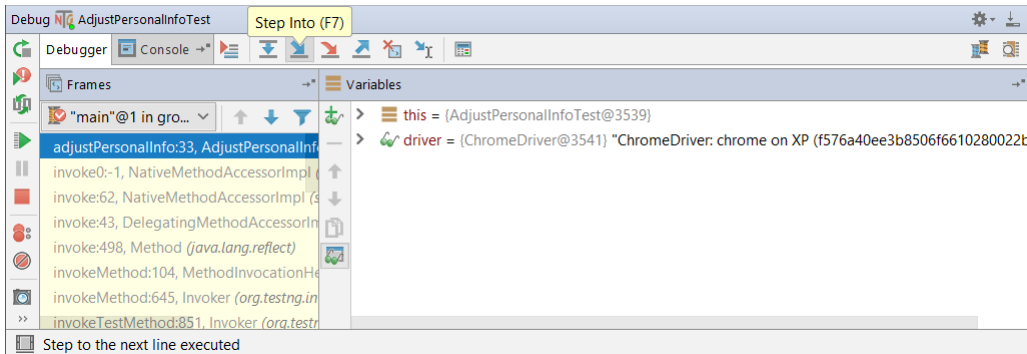 Debug AdjustPersonalInfoTest
Step Into (F7)
Debugger Console
Frames
Variables
"main"@1 in gro...
this = {AdjustPersonalInfoTest@3539}
driver = {ChromeDriver@3541} "ChromeDriver: chrome on XP (f576a40ee3b8506f6610280022b
adjustPersonalInfo:33, AdjustPersonalInf
invoke0:-1, NativeMethodAccessorImpl (
invoke:62, NativeMethodAccessorImpl (s
invoke:43, DelegatingMethodAccessorIn
invoke:498, Method (java.lang.reflect)
invokeMethod:104, MethodInvocationHe
invokeMethod:645, Invoker (org.testng.in
invokeTestMethod:851, Invoker (org.testn
Step to the next line executed